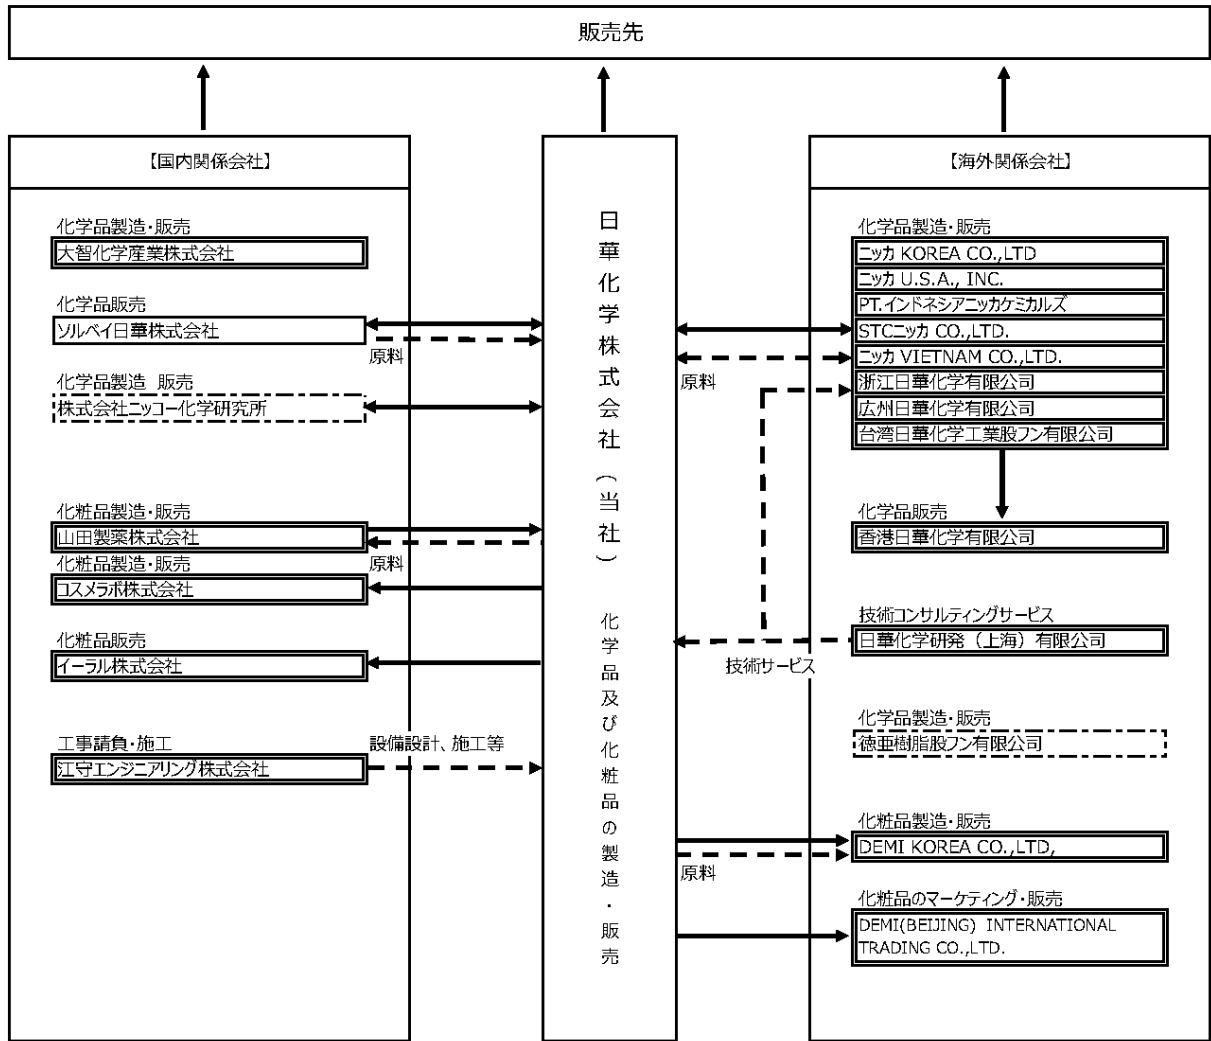 販売先
【国内関係会社】
化学品製造・販売
大智化学産業株式会社
化学品販売
ソルベイ日華株式会社
原料
化学品製造 販売
株式会社ニッコー化学研究所
化粧品製造・販売
山田製薬株式会社
原料
化粧品製造・販売
コスメラボ株式会社
化粧品販売
イーラル株式会社
工事請負・施工
設備設計、施工等
江守エンジニアリング株式会社
日華化学株式会社（当社）
化学品及び化粧品の製造・販売
【海外関係会社】
化学品製造・販売
ニッカ KOREA CO.,LTD
ニッカ U.S.A., INC.
PT.インドネシアニッカケミカルズ
STCニッカ CO.,LTD.
ニッカ VIETNAM CO.,LTD.
原料
浙江日華化学有限公司
広州日華化学有限公司
台湾日華化学工業股フン有限公司
化学品販売
香港日華化学有限公司
技術コンサルティングサービス
日華化学研発（上海）有限公司
技術サービス
化学品製造・販売
徳亜樹脂股フン有限公司
化粧品製造・販売
DEMI KOREA CO.,LTD,
原料
化粧品のマーケティング・販売
DEMI(BEIJING) INTERNATIONAL
TRADING CO.,LTD.